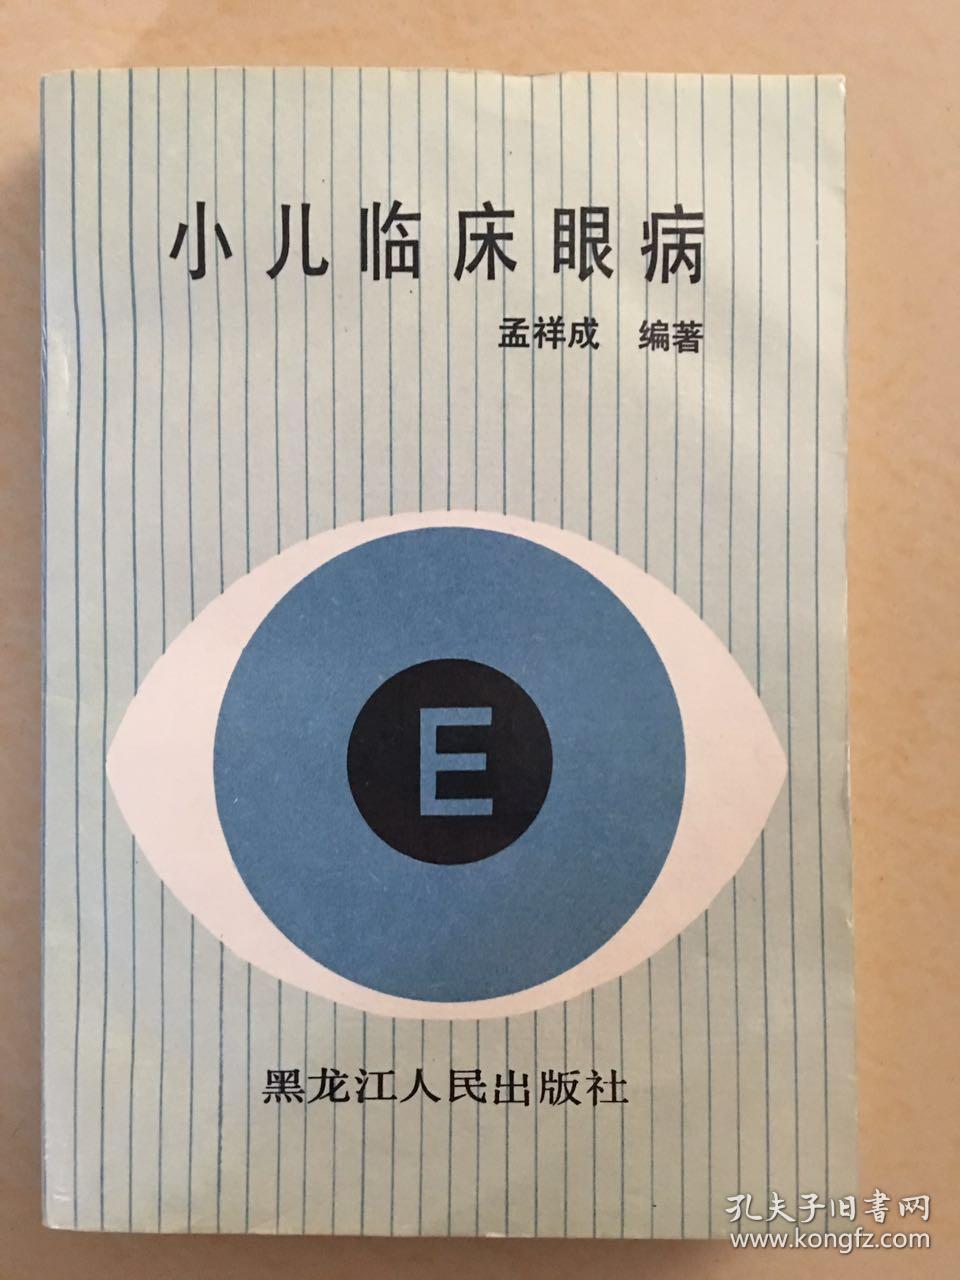 小儿临床眼病
孟祥成 编著
E
黑龙江人民出版社
孔夫子旧书网
www.kongfz.com